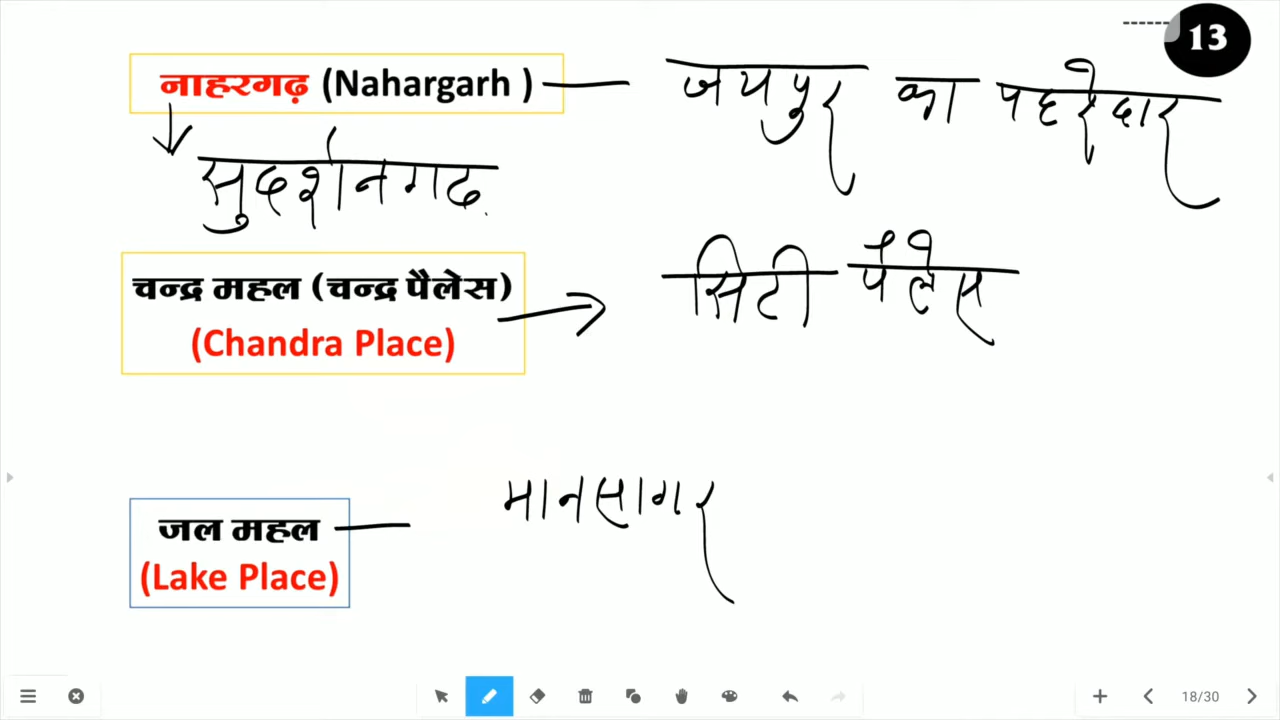 13
नाहरगढ़ (Nahargarh )
जयपुर का पहरेदार
सुदर्शनगढ
चन्द्र महल (चन्द्र पैलेस)
(Chandra Place)
सिटी पैलेस
जल महल
(Lake Place)
मानसागर
18/30